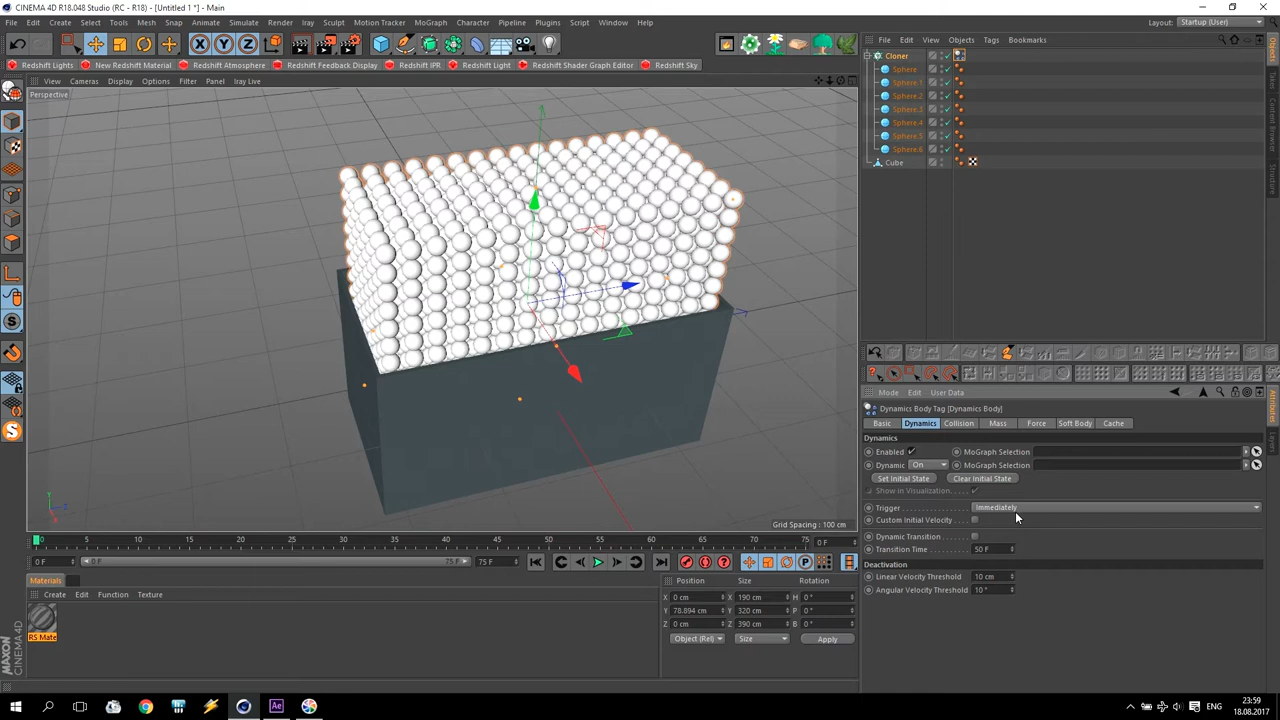 CINEMA 4D R18.048 Studio (RC - R18) - [Untitled 1 *] - Main
File Edit Create Select Tools Mesh Snap Animate Simulate Render Iray Sculpt Motion Tracker MoGraph Character Pipeline Plugins Script Window Help Layout: Startup (User)
X Y Z
File Edit View Objects Tags Bookmarks
Redshift Lights New Redshift Material Redshift Atmosphere Redshift Feedback Display Redshift IPR Redshift Shader Graph Editor Redshift Sky
View Cameras Display Options Filter Panel Iray Live
Perspective
Cloner
Sphere
Sphere.1
Sphere.2
Sphere.3
Sphere.4
Sphere.5
Sphere.6
Cube
Objects
Takes
Content Browser
Structure
Mode Edit User Data
Dynamics Body Tag [Dynamics Body]
Basic Dynamics Collision Mass Force Soft Body Cache
Dynamics
Enabled MoGraph Selection
Dynamic On MoGraph Selection
Set Initial State Clear Initial State
Show in Visualization
Trigger Immediately
Custom Initial Velocity
Dynamic Transition
Transition Time 50 F
Deactivation
Linear Velocity Threshold 10 cm
Angular Velocity Threshold 10 °
Attributes
Layers
Grid Spacing : 100 cm
0 5 10 15 20 25 30 35 40 45 50 55 60 65 70 75 0 F
0 F 0 F 75 F 75 F
Materials
Create Edit Function Texture
RS Mate
Position Size Rotation
X 0 cm X 190 cm H 0 °
Y 78.894 cm Y 320 cm P 0 °
Z 0 cm Z 390 cm B 0 °
Object (Rel) Size Apply
MAXON CINEMA 4D
Ae
ENG
23:59
18.08.2017